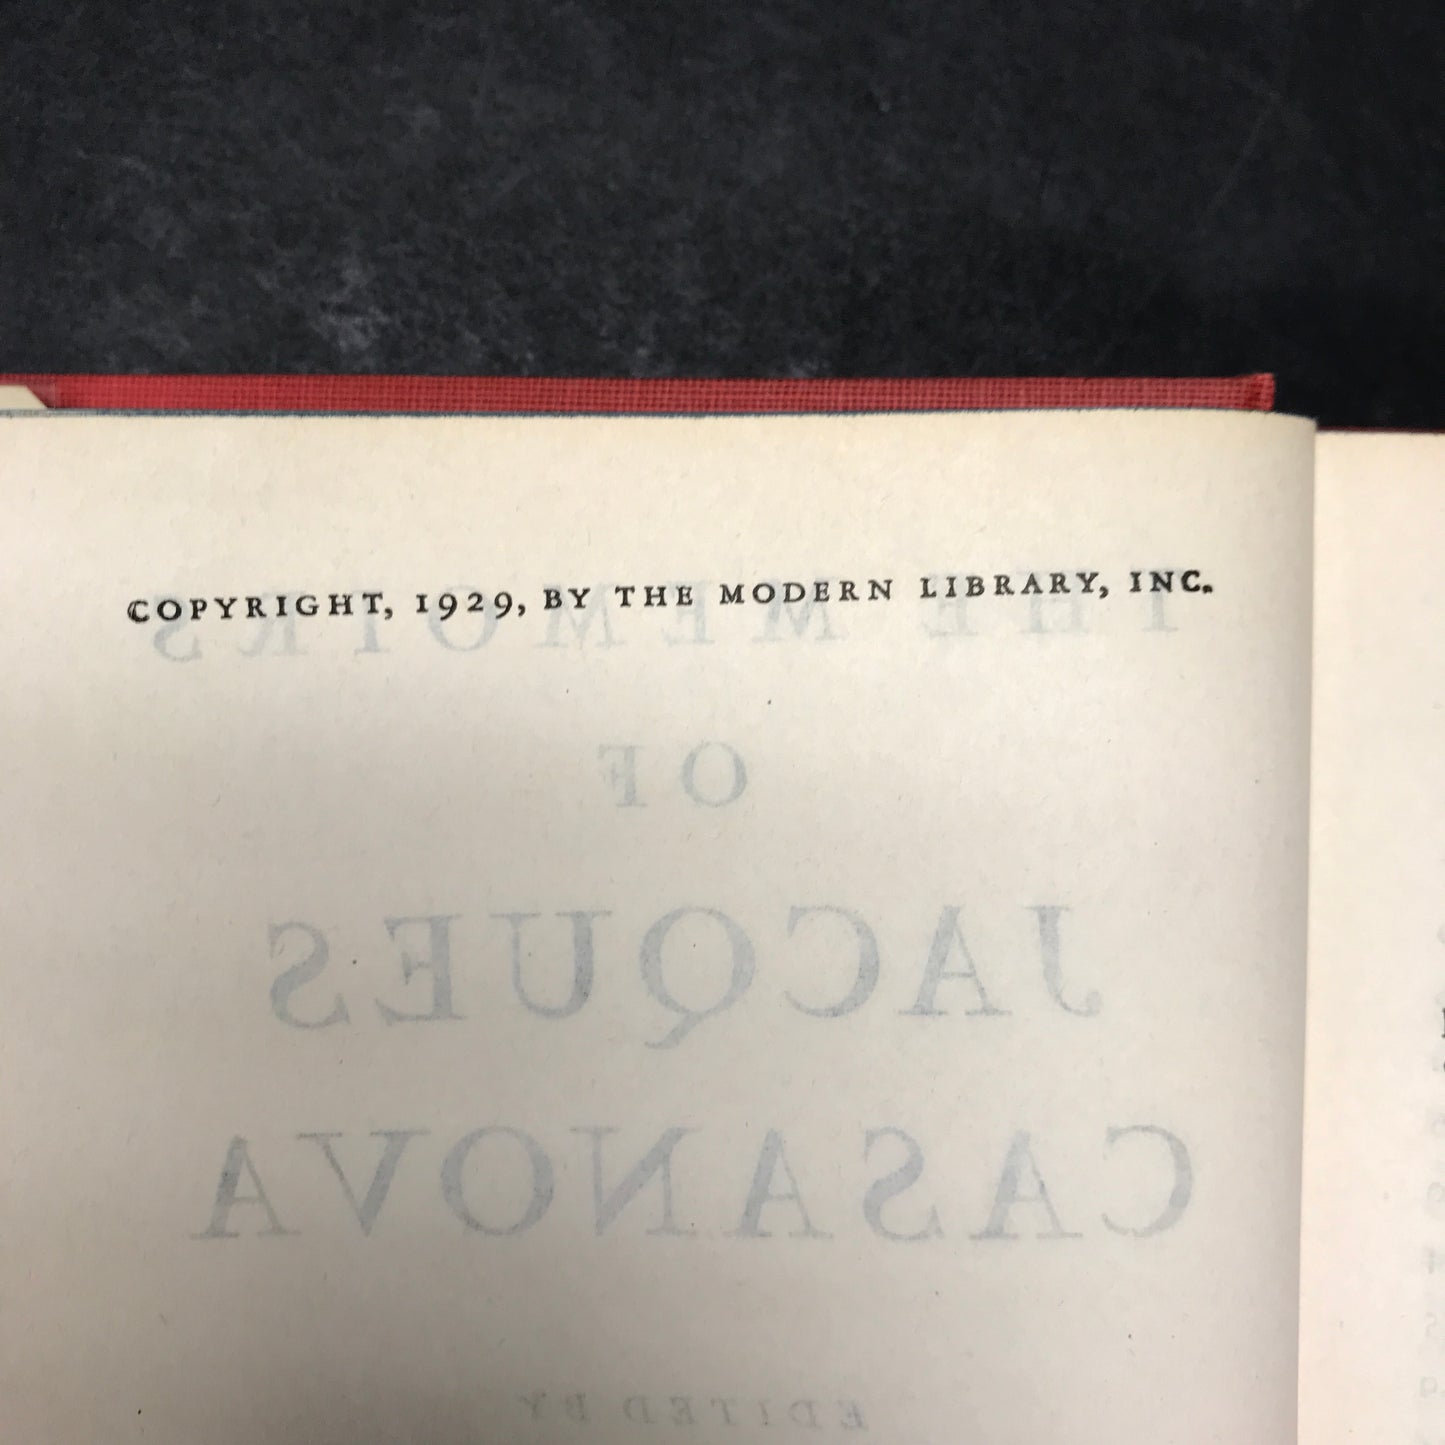 COPYRIGHT, 1929, BY THE MODERN LIBRARY, INC.
THE MEMOIRS
OF
JACQUES
CASANOVA
EDITED BY